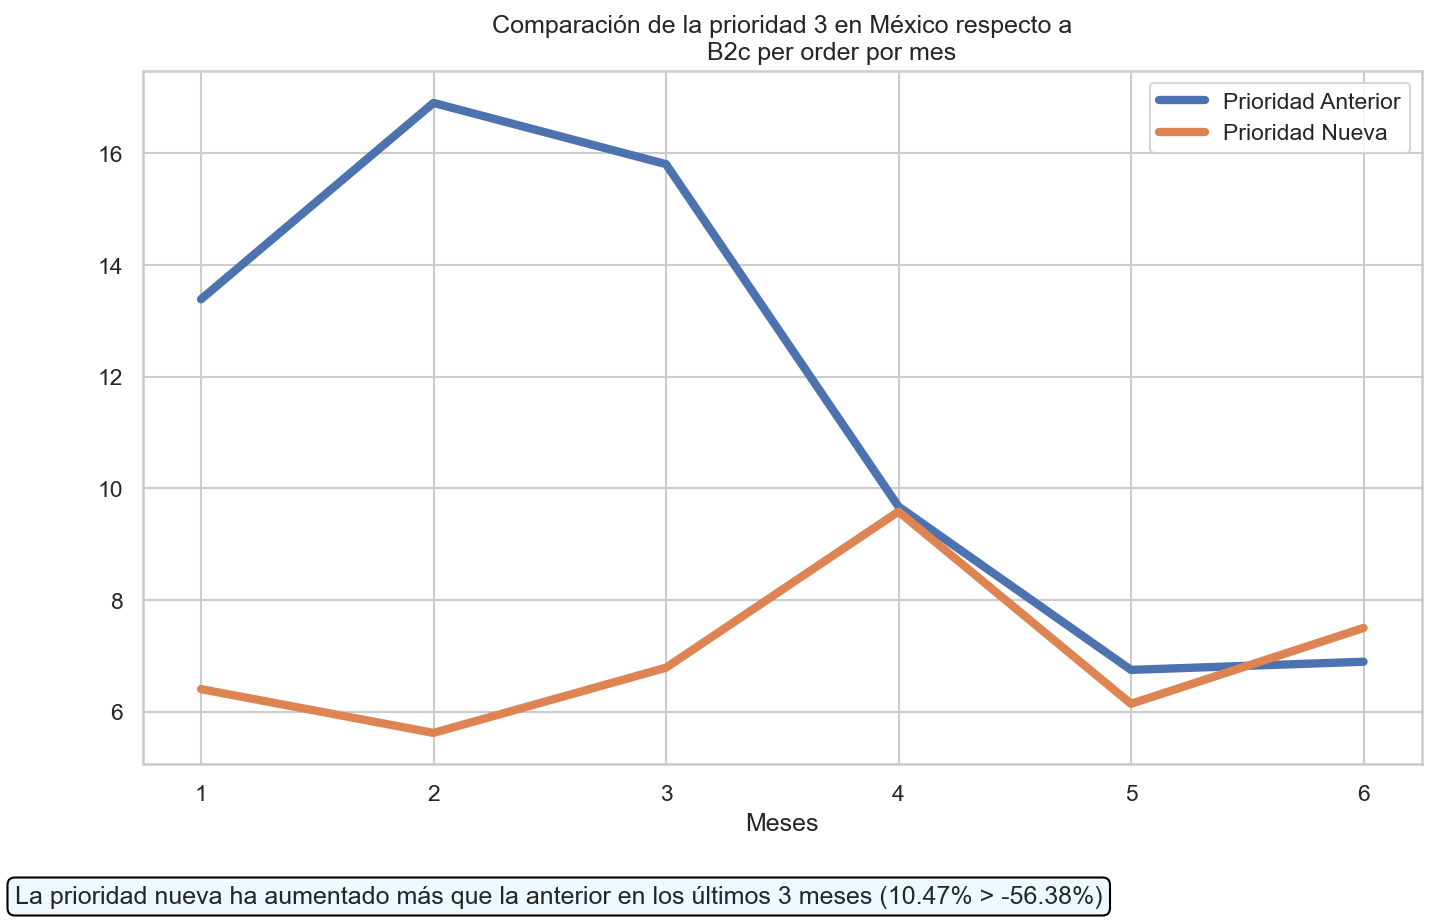 Comparación de la prioridad 3 en México respecto a
B2c per order por mes
Prioridad Anterior
Prioridad Nueva
16
14
12
10
8
6
1 2 3 4 5 6
Meses
La prioridad nueva ha aumentado más que la anterior en los últimos 3 meses (10.47% > -56.38%)